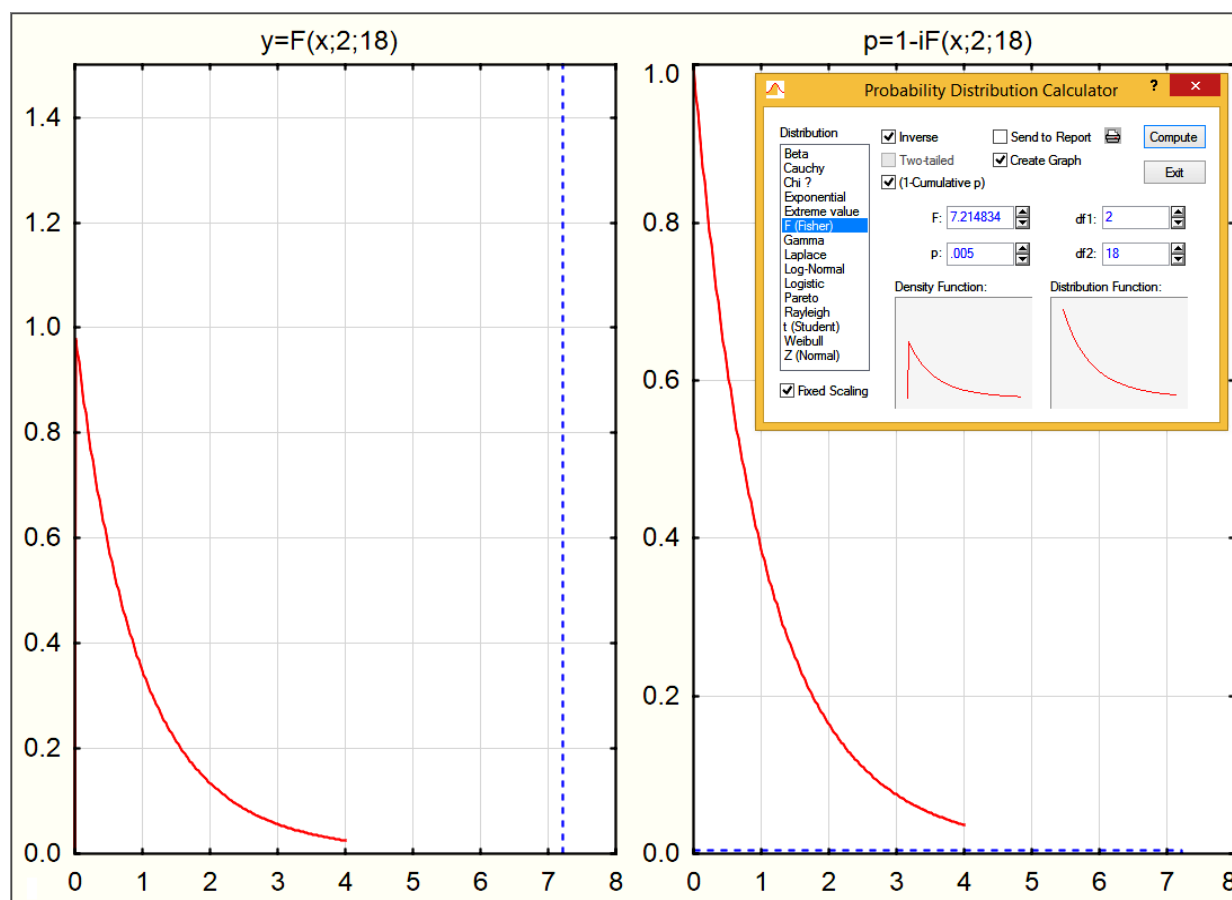 y=F(x;2;18)
1.4
1.2
1.0
0.8
0.6
0.4
0.2
0.0
0 1 2 3 4 5 6 7 8
p=1-iF(x;2;18)
1.0
0.8
0.6
0.4
0.2
0.0
0 1 2 3 4 5 6 7 8
Probability Distribution Calculator ? ×
Distribution
Beta
Cauchy
Chi ?
Exponential
Extreme value
F (Fisher)
Gamma
Laplace
Log-Normal
Logistic
Pareto
Rayleigh
t (Student)
Weibull
Z (Normal)
Fixed Scaling
Inverse
Send to Report
Compute
Two-tailed
Create Graph
Exit
(1-Cumulative p)
F: 7.214834
df1: 2
p: .005
df2: 18
Density Function:
Distribution Function: